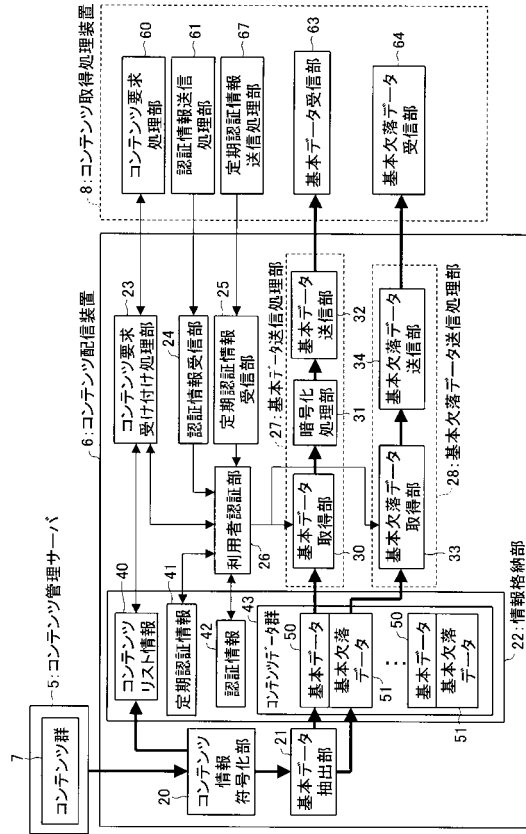 5:コンテンツ管理サーバ
7
コンテンツ群
6:コンテンツ配信装置
8:コンテンツ取得処理装置
20
コンテンツ
情報
符号化部
21
基本データ
抽出部
22:情報格納部
40
コンテンツ
リスト情報
41
定期認証情報
42
認証情報
43
コンテンツデータ群
50
基本データ
基本欠落
データ
51
⋮
50
基本データ
基本欠落
データ
51
23
コンテンツ要求
受け付け処理部
24
認証情報受信部
25
定期認証情報
受信部
26
利用者認証部
27:基本データ送信処理部
30
基本データ
取得部
31
暗号化
処理部
32
基本データ
送信部
28:基本欠落データ送信処理部
33
基本欠落データ
取得部
34
基本欠落データ
送信部
60
コンテンツ要求
処理部
61
認証情報送信
処理部
67
定期認証情報
送信処理部
63
基本データ受信部
64
基本欠落データ
受信部